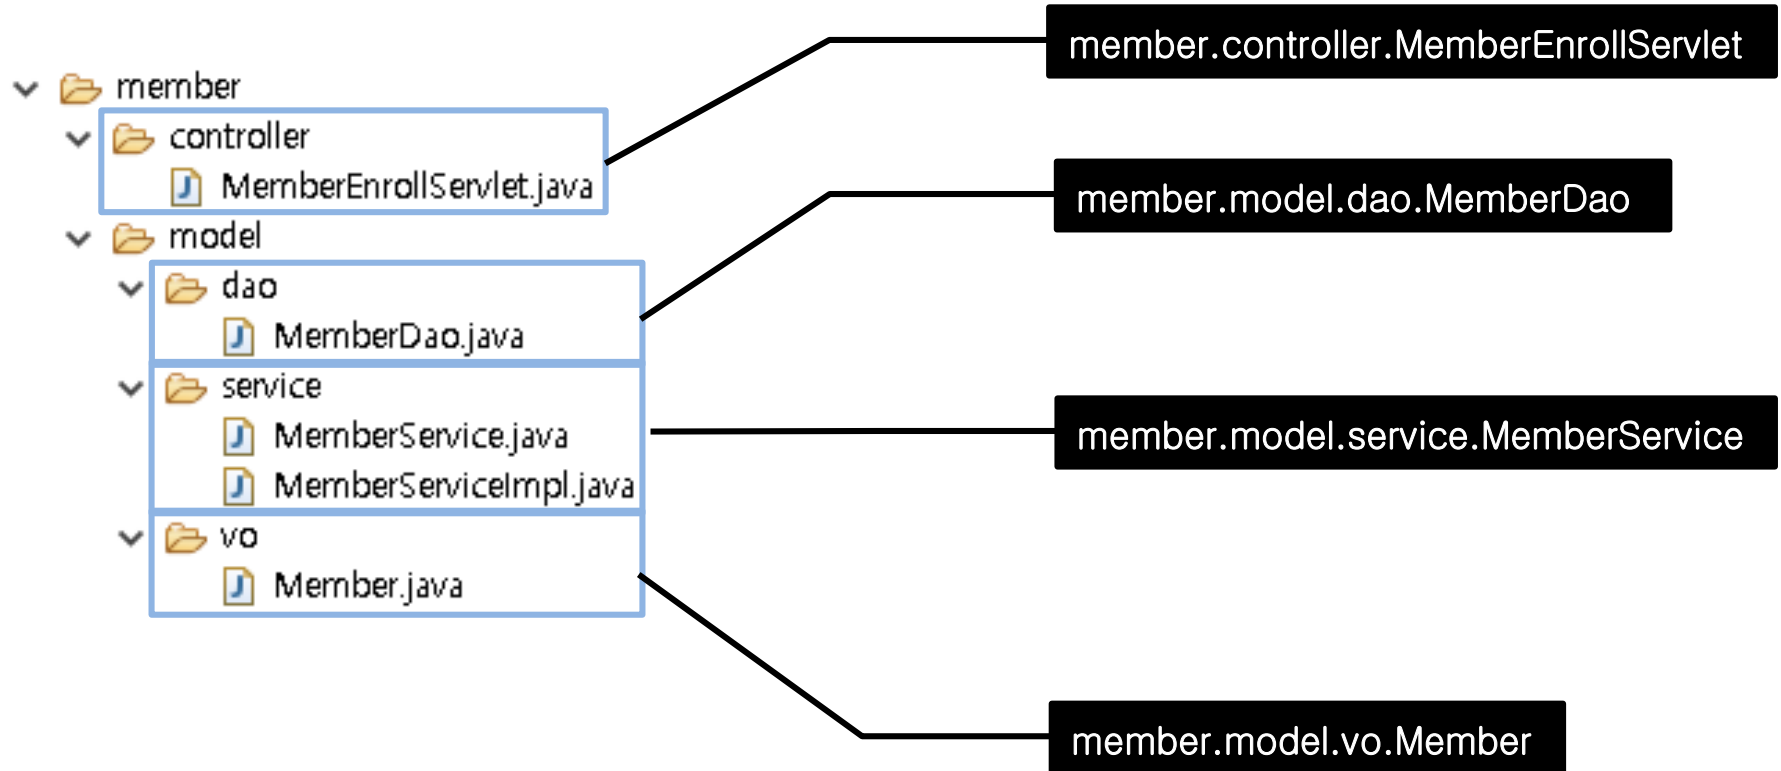 member
controller
MemberEnrollServlet.java
model
dao
MemberDao.java
service
MemberService.java
MemberServiceImpl.java
vo
Member.java
member.controller.MemberEnrollServlet
member.model.dao.MemberDao
member.model.service.MemberService
member.model.vo.Member